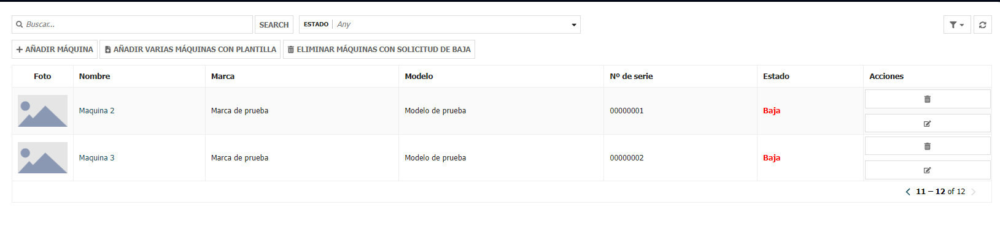 Buscar... SEARCH ESTADO Any
AÑADIR MÁQUINA AÑADIR VARIAS MÁQUINAS CON PLANTILLA ELIMINAR MÁQUINAS CON SOLICITUD DE BAJA
Foto Nombre Marca Modelo Nº de serie Estado Acciones
Maquina 2 Marca de prueba Modelo de prueba 00000001 Baja
Maquina 3 Marca de prueba Modelo de prueba 00000002 Baja
11 – 12 of 12